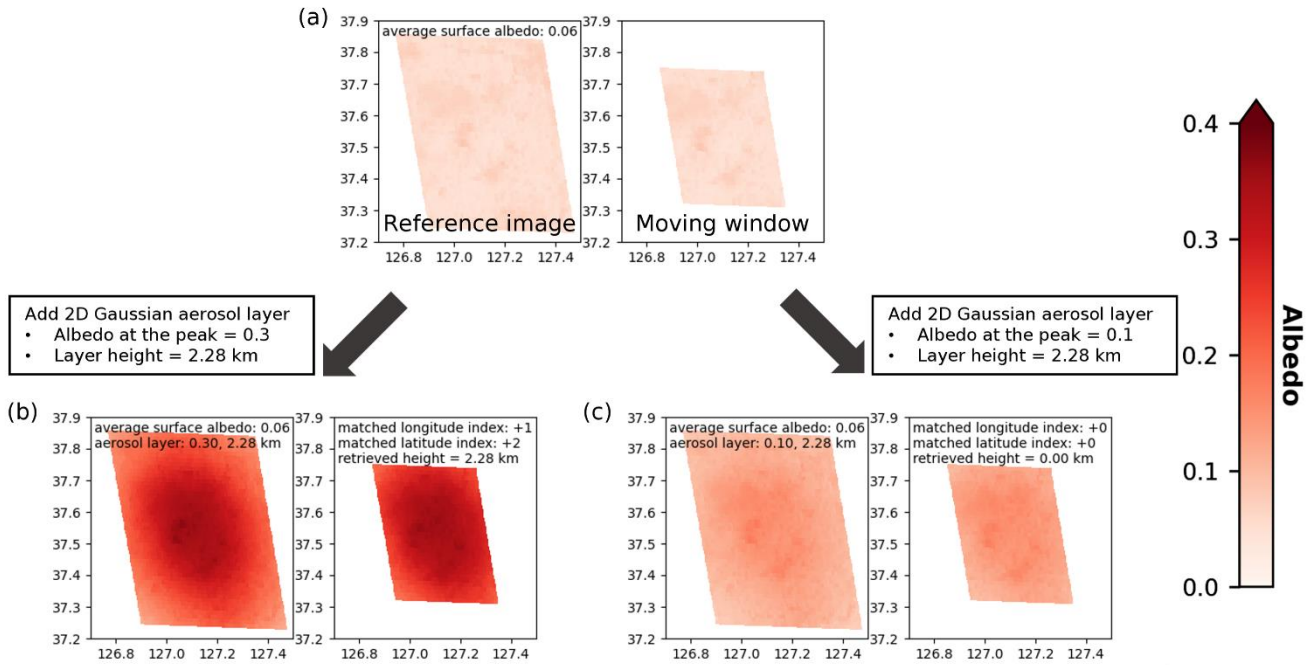 (a)
average surface albedo: 0.06
37.9
37.8
37.7
37.6
37.5
37.4
37.3
37.2
126.8 127.0 127.2 127.4
Reference image
37.9
37.8
37.7
37.6
37.5
37.4
37.3
37.2
126.8 127.0 127.2 127.4
Moving window
Add 2D Gaussian aerosol layer
• Albedo at the peak = 0.3
• Layer height = 2.28 km
Add 2D Gaussian aerosol layer
• Albedo at the peak = 0.1
• Layer height = 2.28 km
0.4
0.3
0.2
0.1
0.0
Albedo
(b)
average surface albedo: 0.06
aerosol layer: 0.30, 2.28 km
37.9
37.8
37.7
37.6
37.5
37.4
37.3
37.2
126.8 127.0 127.2 127.4
matched longitude index: +1
matched latitude index: +2
retrieved height = 2.28 km
37.9
37.8
37.7
37.6
37.5
37.4
37.3
37.2
126.8 127.0 127.2 127.4
(c)
average surface albedo: 0.06
aerosol layer: 0.10, 2.28 km
37.9
37.8
37.7
37.6
37.5
37.4
37.3
37.2
126.8 127.0 127.2 127.4
matched longitude index: +0
matched latitude index: +0
retrieved height = 0.00 km
37.9
37.8
37.7
37.6
37.5
37.4
37.3
37.2
126.8 127.0 127.2 127.4